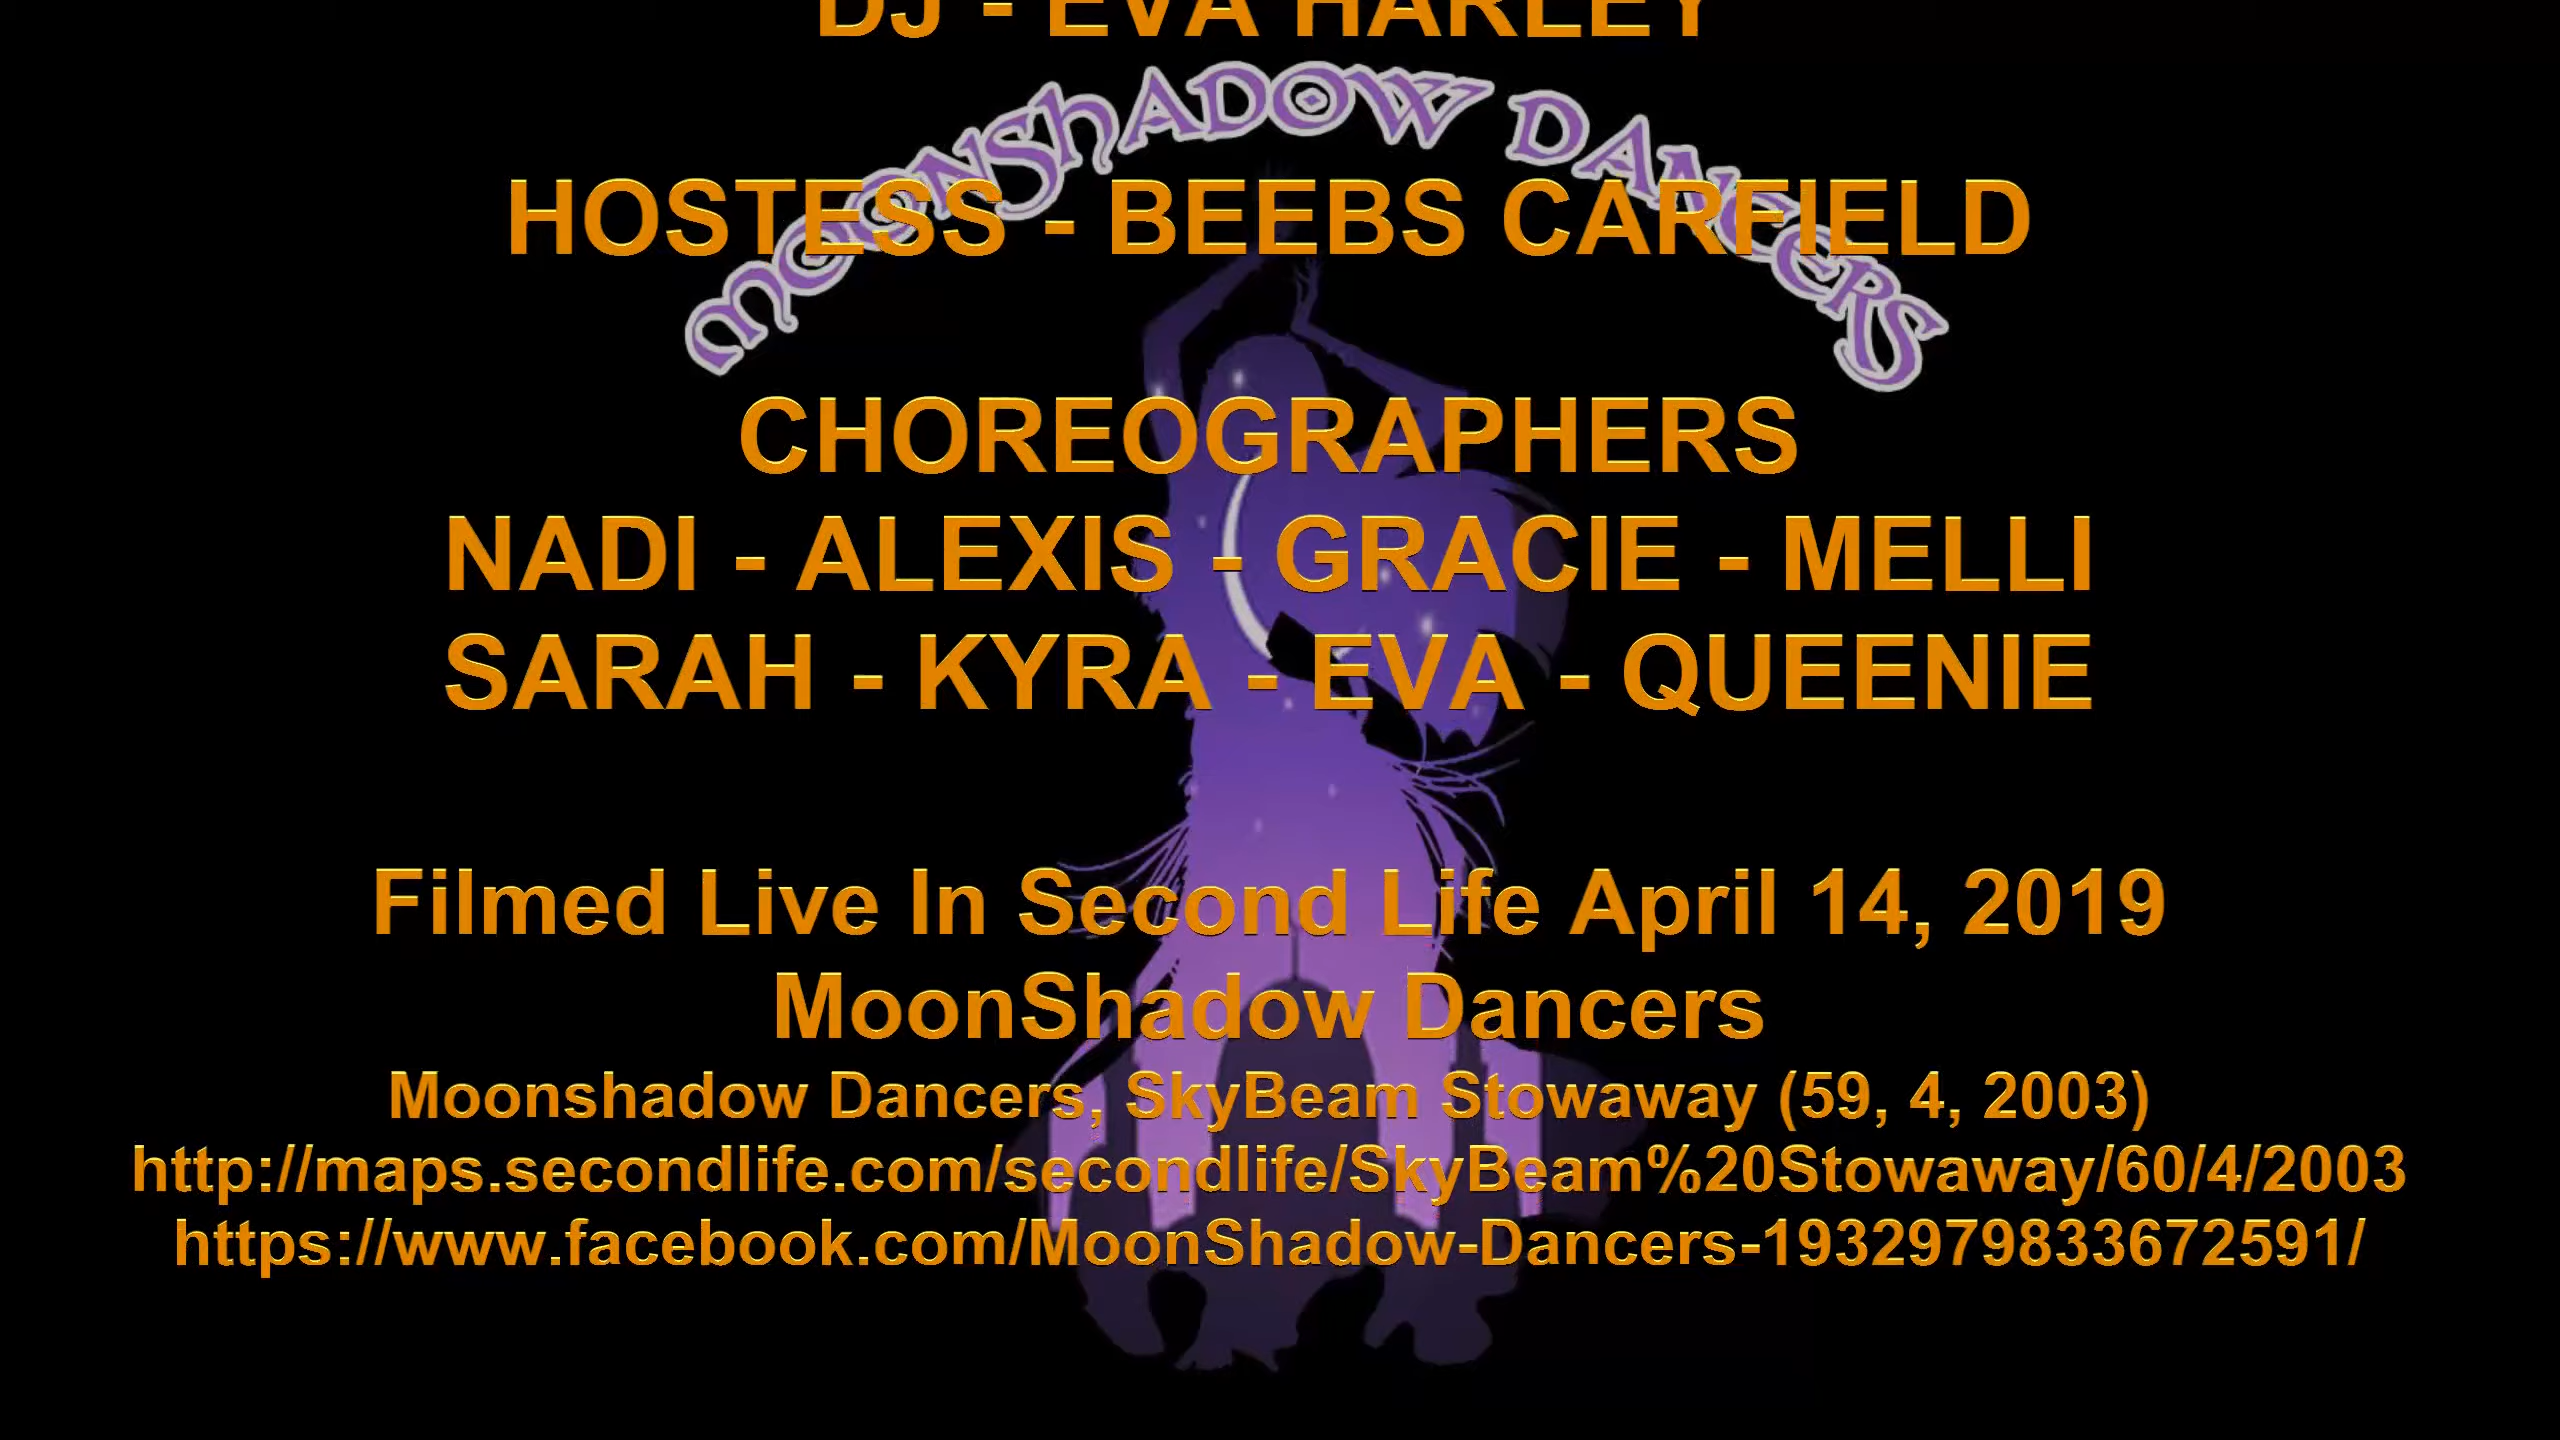 DJ - EVA HARLEY
MOONSHADOW DANCERS
HOSTESS - BEEBS CARFIELD
CHOREOGRAPHERS
NADI - ALEXIS - GRACIE - MELLI
SARAH - KYRA - EVA - QUEENIE
Filmed Live In Second Life April 14, 2019
MoonShadow Dancers
Moonshadow Dancers, SkyBeam Stowaway (59, 4, 2003)
http://maps.secondlife.com/secondlife/SkyBeam%20Stowaway/60/4/2003
https://www.facebook.com/MoonShadow-Dancers-1932979833672591/